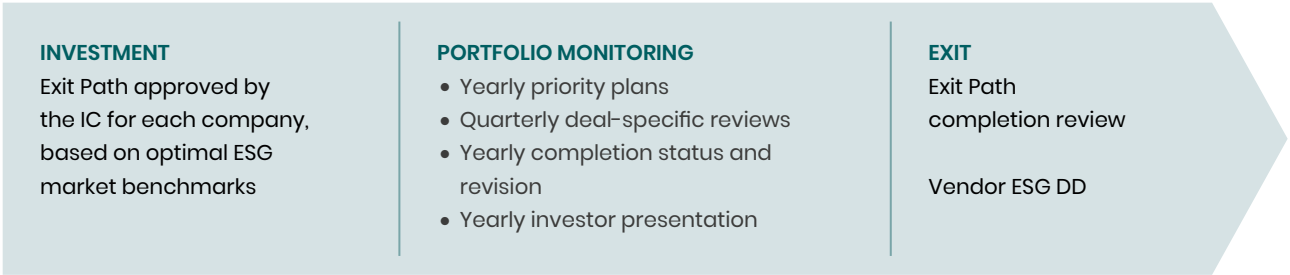 INVESTMENT
Exit Path approved by
the IC for each company,
based on optimal ESG
market benchmarks
PORTFOLIO MONITORING
• Yearly priority plans
• Quarterly deal-specific reviews
• Yearly completion status and
revision
• Yearly investor presentation
EXIT
Exit Path
completion review
Vendor ESG DD